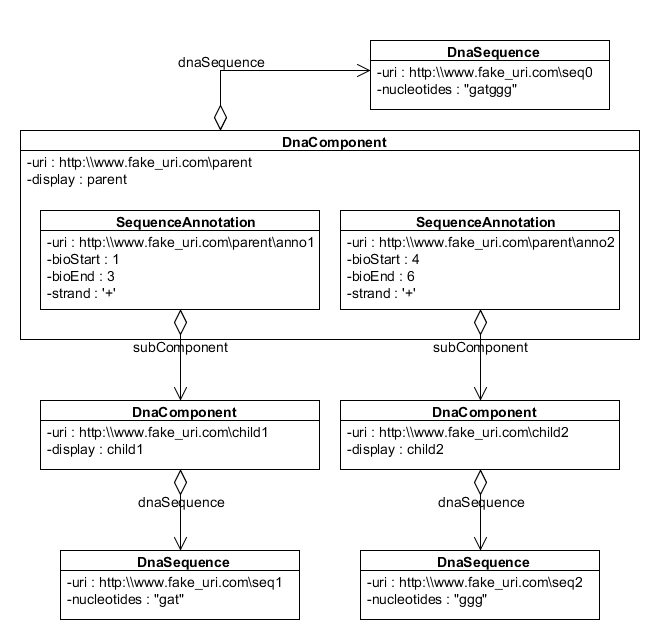 dnaSequence
DnaSequence
-uri : http:\\www.fake_uri.com\seq0
-nucleotides : "gatggg"
DnaComponent
-uri : http:\\www.fake_uri.com\parent
-display : parent
SequenceAnnotation
-uri : http:\\www.fake_uri.com\parent\anno1
-bioStart : 1
-bioEnd : 3
-strand : '+'
SequenceAnnotation
-uri : http:\\www.fake_uri.com\parent\anno2
-bioStart : 4
-bioEnd : 6
-strand : '+'
subComponent
subComponent
DnaComponent
-uri : http:\\www.fake_uri.com\child1
-display : child1
DnaComponent
-uri : http:\\www.fake_uri.com\child2
-display : child2
dnaSequence
dnaSequence
DnaSequence
-uri : http:\\www.fake_uri.com\seq1
-nucleotides : "gat"
DnaSequence
-uri : http:\\www.fake_uri.com\seq2
-nucleotides : "ggg"